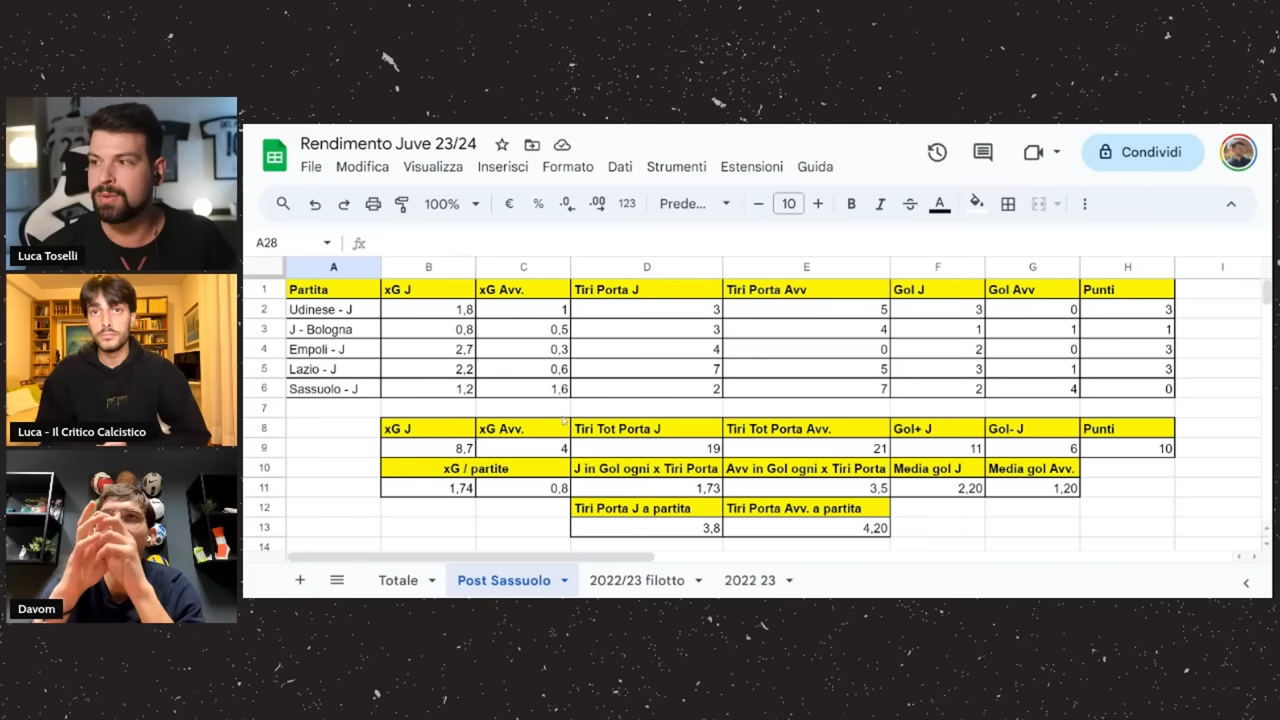 Luca Toselli
Luca - Il Critico Calcistico
Davom
Rendimento Juve 23/24
File Modifica Visualizza Inserisci Formato Dati Strumenti Estensioni Guida
Condividi
100% € % .0 .00 123 Prede... − 10 + B I S A
A28 fx
A B C D E F G H I
1 Partita xG J xG Avv. Tiri Porta J Tiri Porta Avv Gol J Gol Avv Punti
2 Udinese - J 1,8 1 3 5 3 0 3
3 J - Bologna 0,8 0,5 3 4 1 1 1
4 Empoli - J 2,7 0,3 4 0 2 0 3
5 Lazio - J 2,2 0,6 7 5 3 1 3
6 Sassuolo - J 1,2 1,6 2 7 2 4 0
7
8 xG J xG Avv. Tiri Tot Porta J Tiri Tot Porta Avv. Gol+ J Gol- J Punti
9 8,7 4 19 21 11 6 10
10 xG / partite J in Gol ogni x Tiri Porta Avv in Gol ogni x Tiri Porta Media gol J Media gol Avv.
11 1,74 0,8 1,73 3,5 2,20 1,20
12 Tiri Porta J a partita Tiri Porta Avv. a partita
13 3,8 4,20
14
+ Totale Post Sassuolo 2022/23 filotto 2022 23